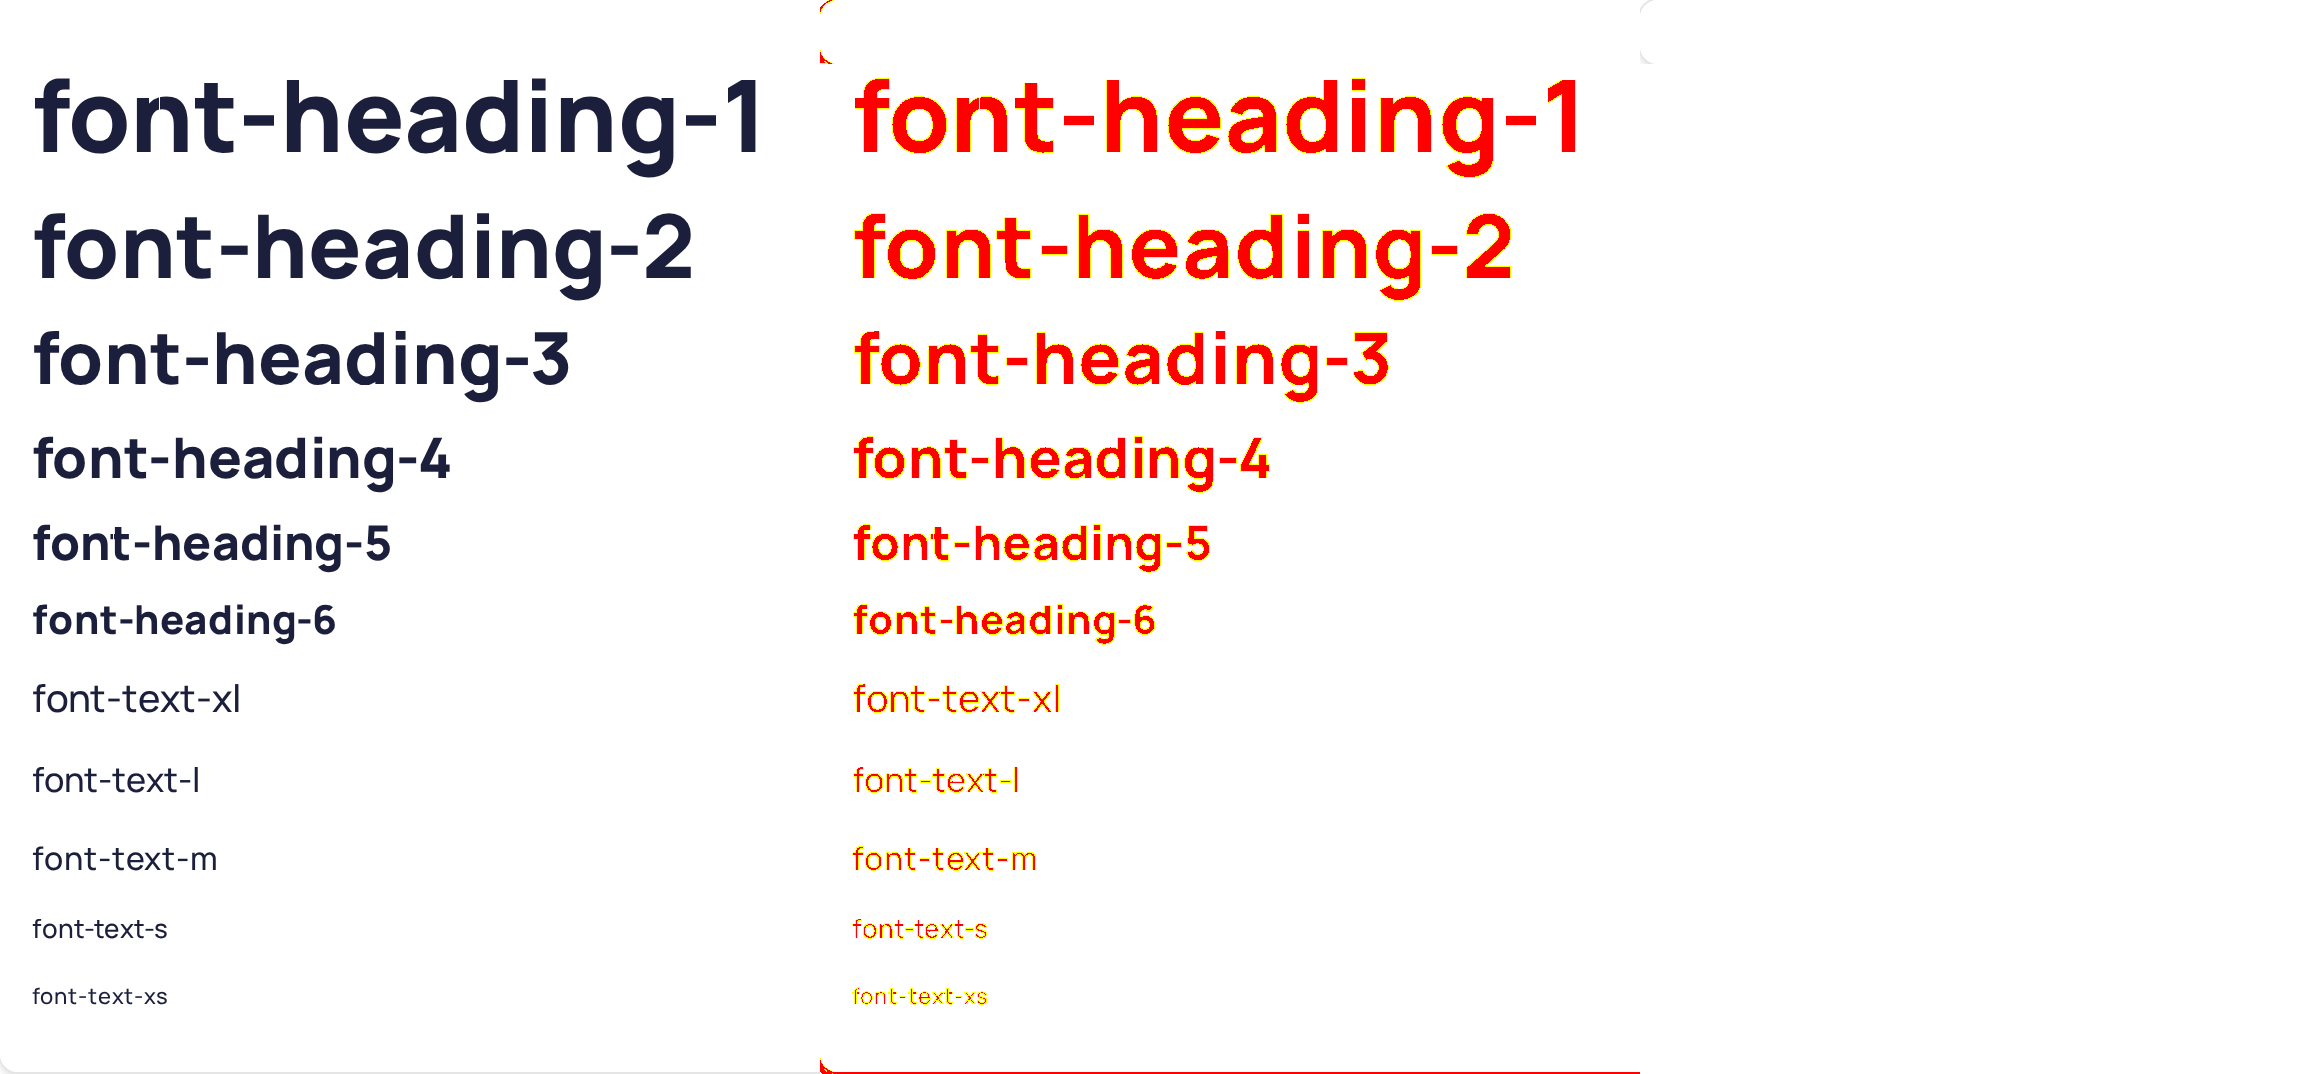 font-heading-1 font-heading-1
font-heading-2 font-heading-2
font-heading-3 font-heading-3
font-heading-4 font-heading-4
font-heading-5 font-heading-5
font-heading-6 font-heading-6
font-text-xl font-text-xl
font-text-l font-text-l
font-text-m font-text-m
font-text-s font-text-s
font-text-xs font-text-xs